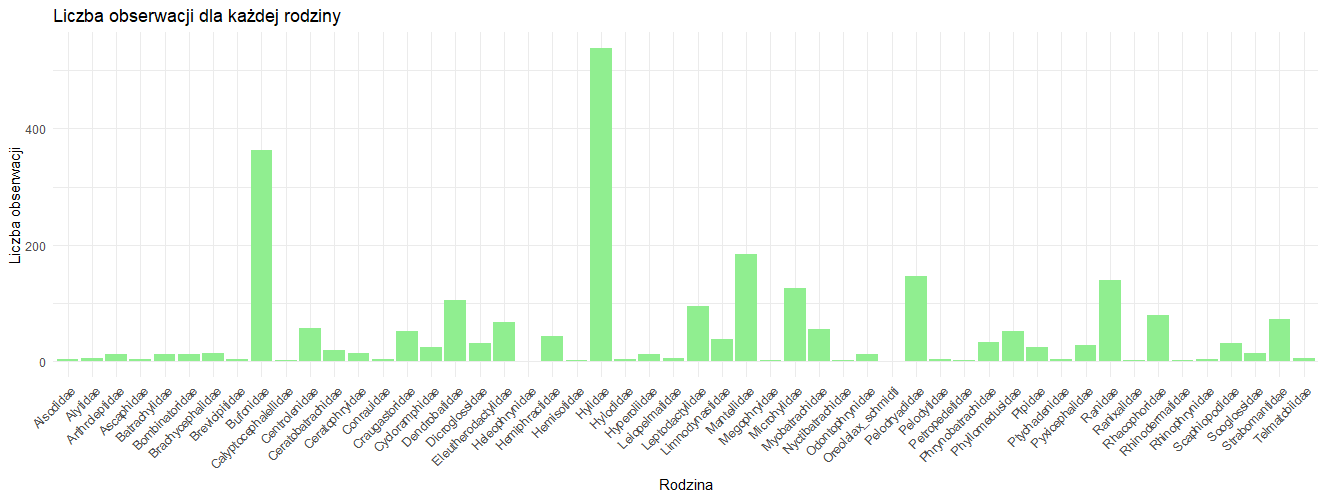 Liczba obserwacji dla każdej rodziny
Liczba obserwacji
400
200
0
Alsodidae
Alytidae
Arthroleptidae
Ascaphidae
Batrachylidae
Bombinatoridae
Brachycephalidae
Brevicipitidae
Bufonidae
Calyptocephalellidae
Centrolenidae
Ceratobatrachidae
Ceratophryidae
Conrauidae
Craugastoridae
Cycloramphidae
Dendrobatidae
Dicroglossidae
Eleutherodactylidae
Heleophrynidae
Hemiphractidae
Hemisotidae
Hylidae
Hylodidae
Hyperoliidae
Leiopelmatidae
Leptodactylidae
Limnodynastidae
Mantellidae
Megophryidae
Microhylidae
Myobatrachidae
Nyctibatrachidae
Odontophrynidae
Oreolalax_schmidti
Pelodryadidae
Pelodytidae
Petropedetidae
Phrynobatrachidae
Phyllomedusidae
Pipidae
Ptychadenidae
Pyxicephalidae
Ranidae
Ranixalidae
Rhacophoridae
Rhinodermatidae
Rhinophrynidae
Scaphiopodidae
Sooglossidae
Strabomantidae
Telmatobiidae
Rodzina